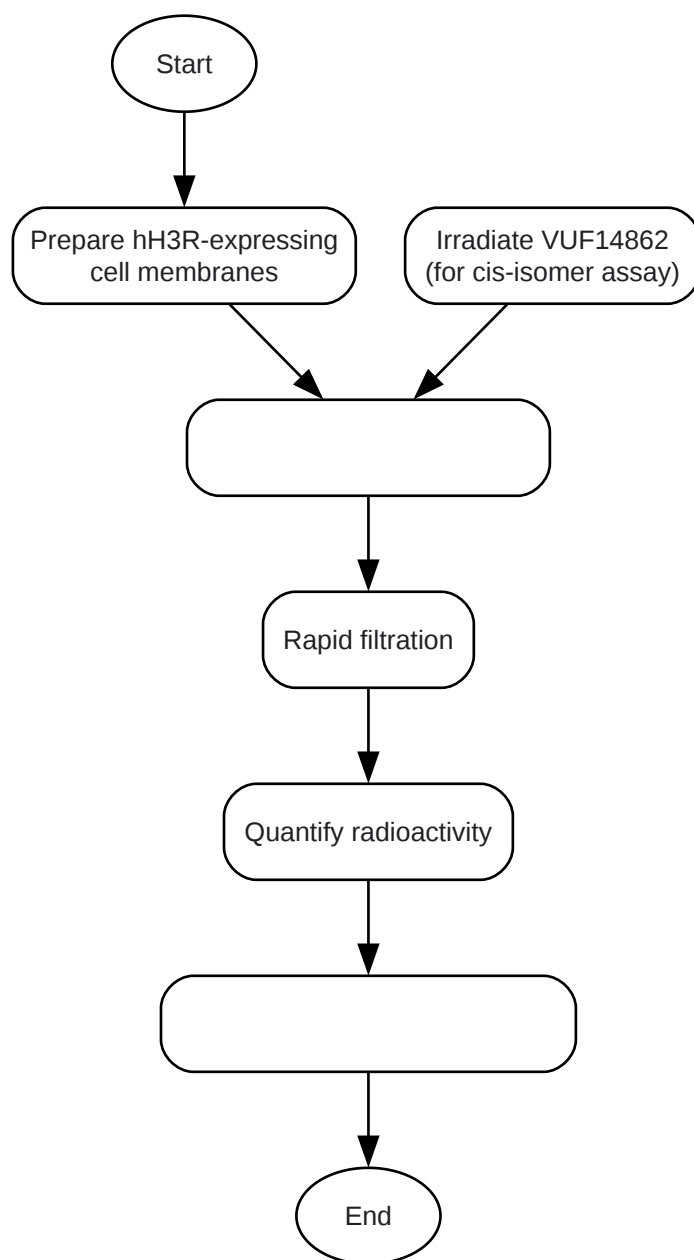 Start
Prepare hH3R-expressing
cell membranes
Irradiate VUF14862
(for cis-isomer assay)
Rapid filtration
Quantify radioactivity
End